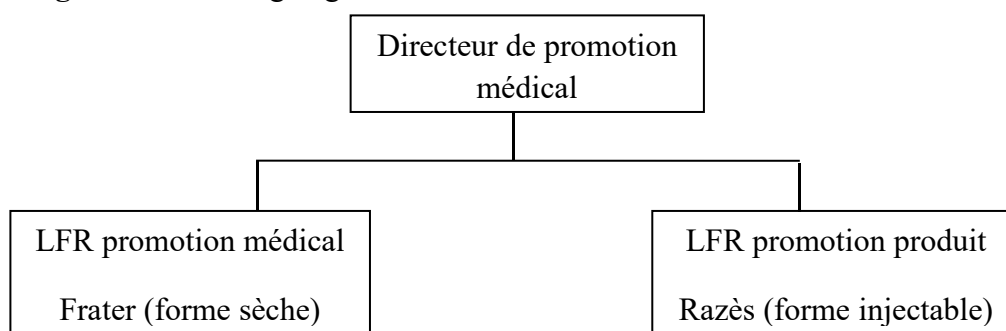 Directeur de promotion
médical
LFR promotion médical
LFR promotion produit
Frater (forme sèche)
Razès (forme injectable)